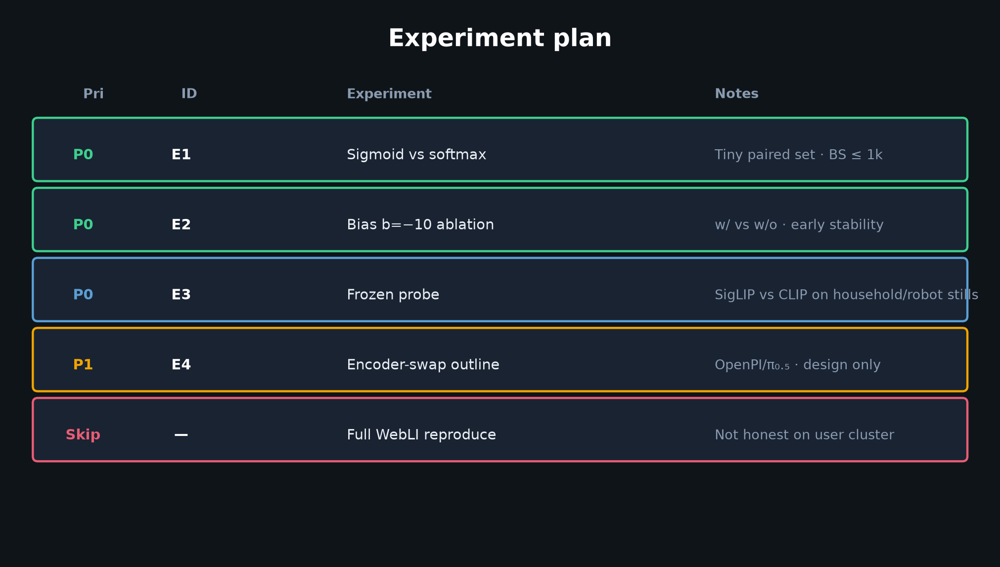 Experiment plan
Pri ID Experiment Notes
P0 E1 Sigmoid vs softmax Tiny paired set · BS ≤ 1k
P0 E2 Bias b=−10 ablation w/ vs w/o · early stability
P0 E3 Frozen probe SigLIP vs CLIP on household/robot stills
P1 E4 Encoder-swap outline OpenPI/π₀.₅ · design only
Skip — Full WebLI reproduce Not honest on user cluster